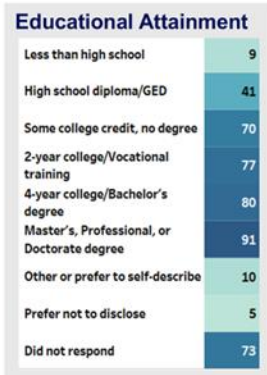 Educational Attainment
Less than high school 9
High school diploma/GED 41
Some college credit, no degree 70
2-year college/Vocational
training 77
4-year college/Bachelor's
degree 80
Master's, Professional, or
Doctorate degree 91
Other or prefer to self-describe 10
Prefer not to disclose 5
Did not respond 73